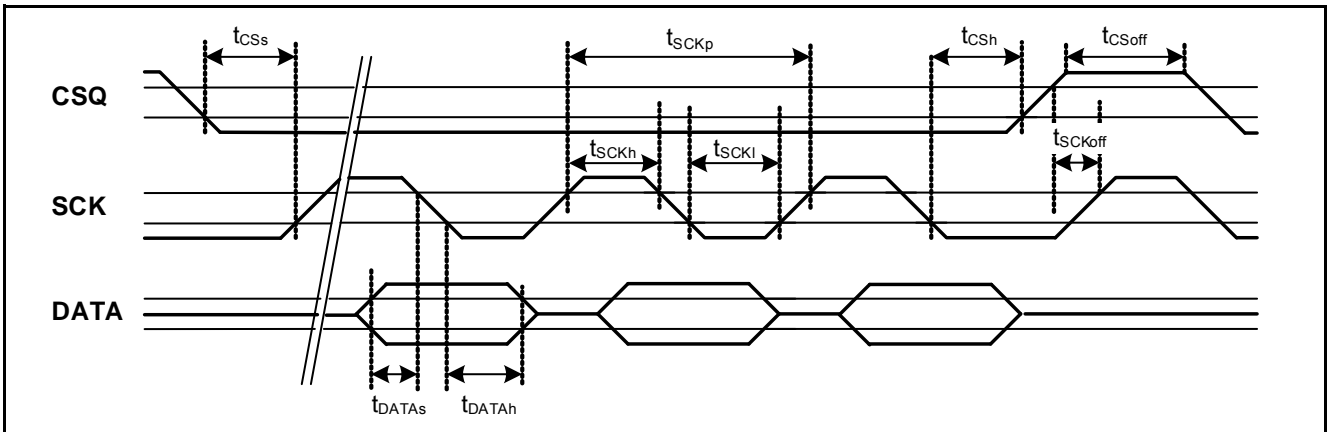 tCSs
tSCKp
tCSh
tCSoff
CSQ
tSCKh
tSCKl
tSCKoff
SCK
DATA
tDATAs
tDATAh